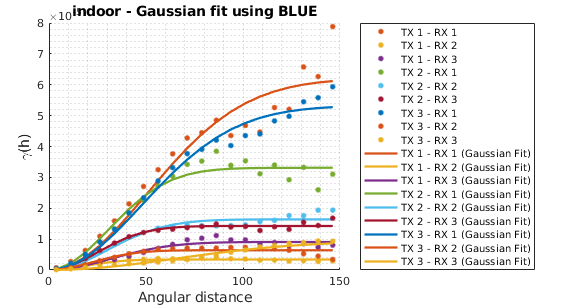 indoor - Gaussian fit using BLUE
8
7
6
5
4
3
2
1
0
γ(h)
0
50
100
150
Angular distance
TX 1 - RX 1
TX 1 - RX 2
TX 1 - RX 3
TX 2 - RX 1
TX 2 - RX 2
TX 2 - RX 3
TX 3 - RX 1
TX 3 - RX 2
TX 3 - RX 3
TX 1 - RX 1 (Gaussian Fit)
TX 1 - RX 2 (Gaussian Fit)
TX 1 - RX 3 (Gaussian Fit)
TX 2 - RX 1 (Gaussian Fit)
TX 2 - RX 2 (Gaussian Fit)
TX 2 - RX 3 (Gaussian Fit)
TX 3 - RX 1 (Gaussian Fit)
TX 3 - RX 2 (Gaussian Fit)
TX 3 - RX 3 (Gaussian Fit)